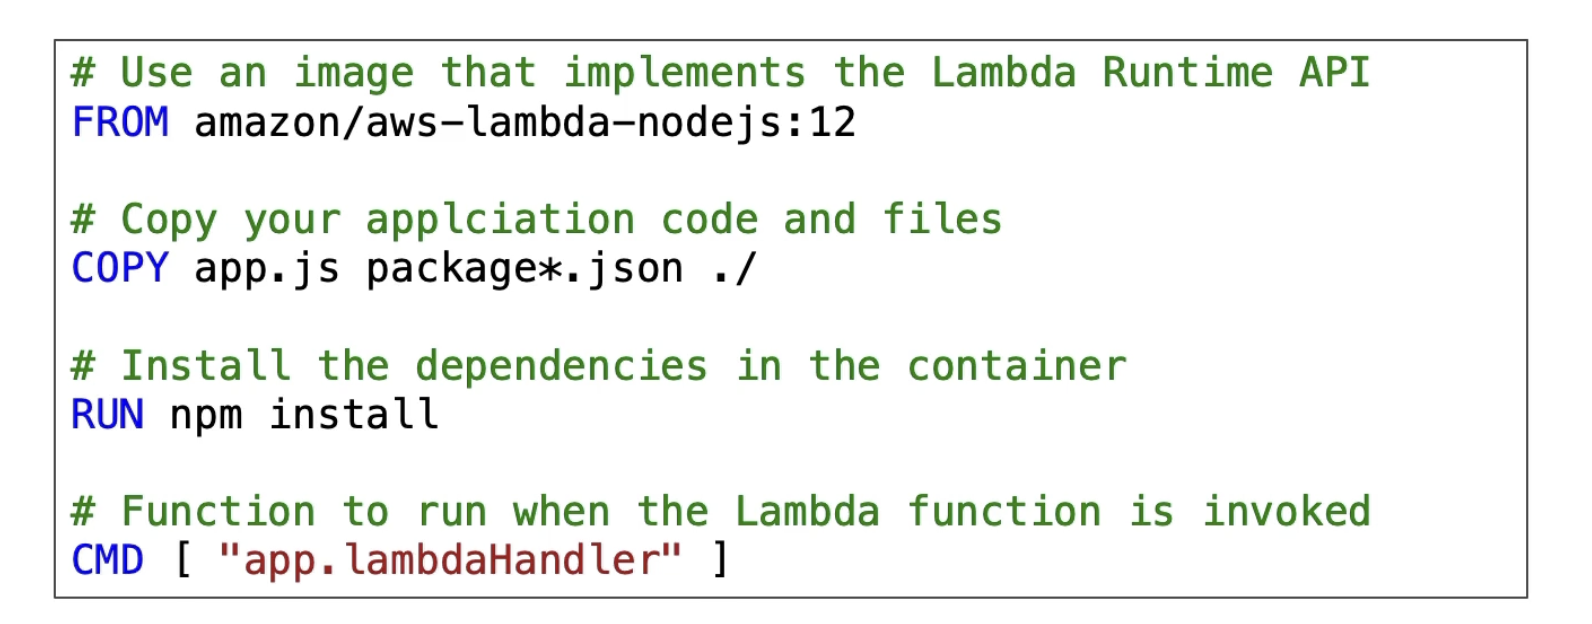 # Use an image that implements the Lambda Runtime API
FROM amazon/aws-lambda-nodejs:12
# Copy your applciation code and files
COPY app.js package*.json ./
# Install the dependencies in the container
RUN npm install
# Function to run when the Lambda function is invoked
CMD [ "app.lambdaHandler" ]